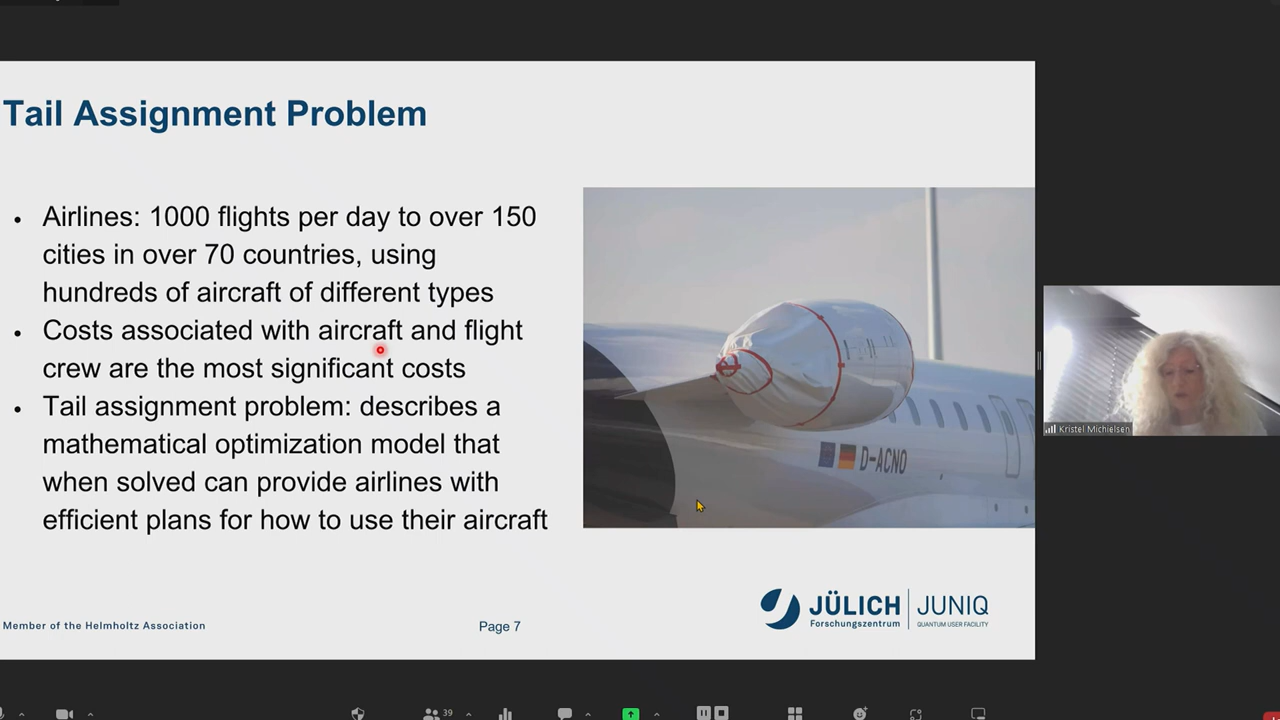 Tail Assignment Problem
• Airlines: 1000 flights per day to over 150
cities in over 70 countries, using
hundreds of aircraft of different types
• Costs associated with aircraft and flight
crew are the most significant costs
• Tail assignment problem: describes a
mathematical optimization model that
when solved can provide airlines with
efficient plans for how to use their aircraft
D-ACNO
Kristel Michielsen
JÜLICH
Forschungszentrum
JUNIQ
QUANTUM USER FACILITY
Member of the Helmholtz Association
Page 7
39